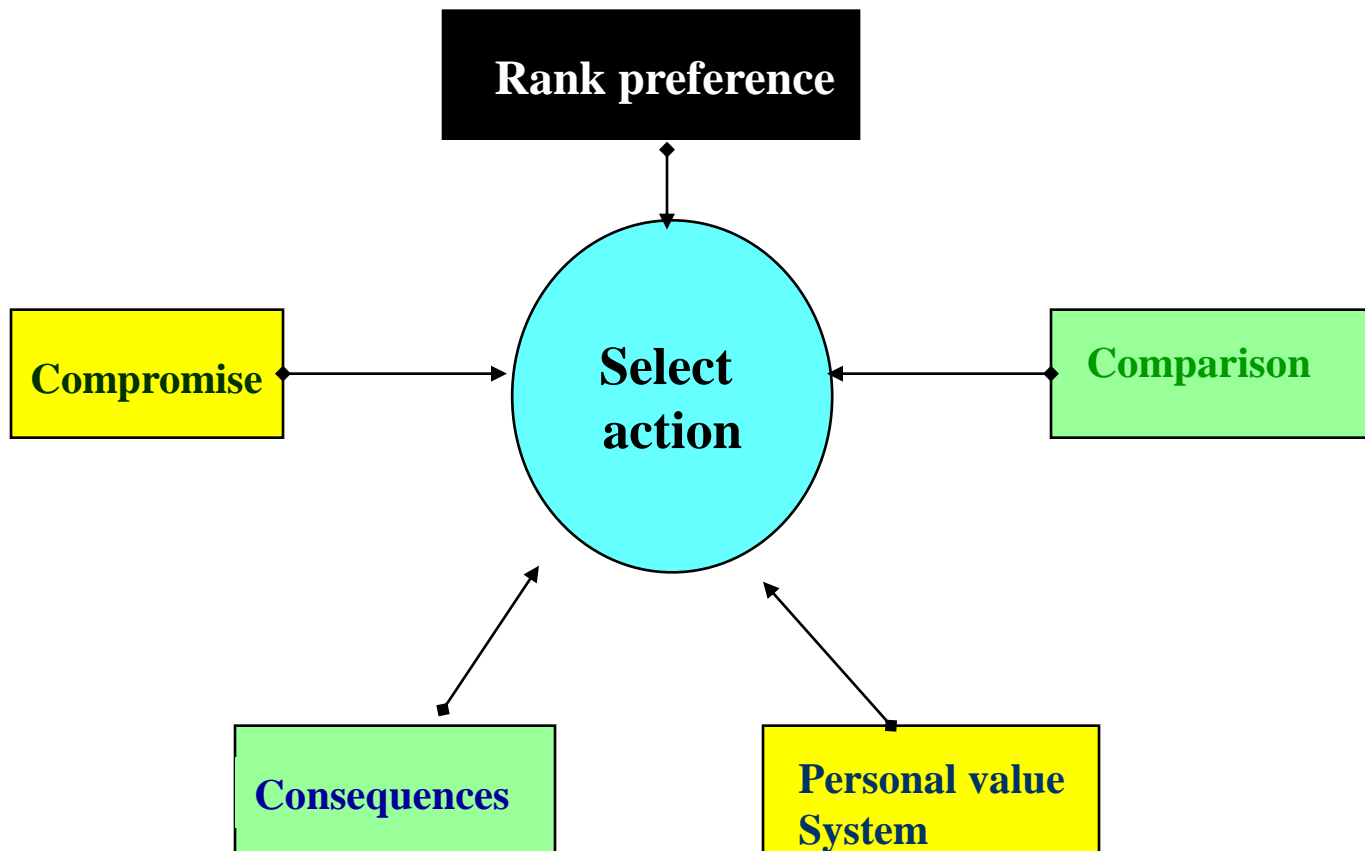 Rank preference
Compromise
Select
action
Comparison
Consequences
Personal value
System